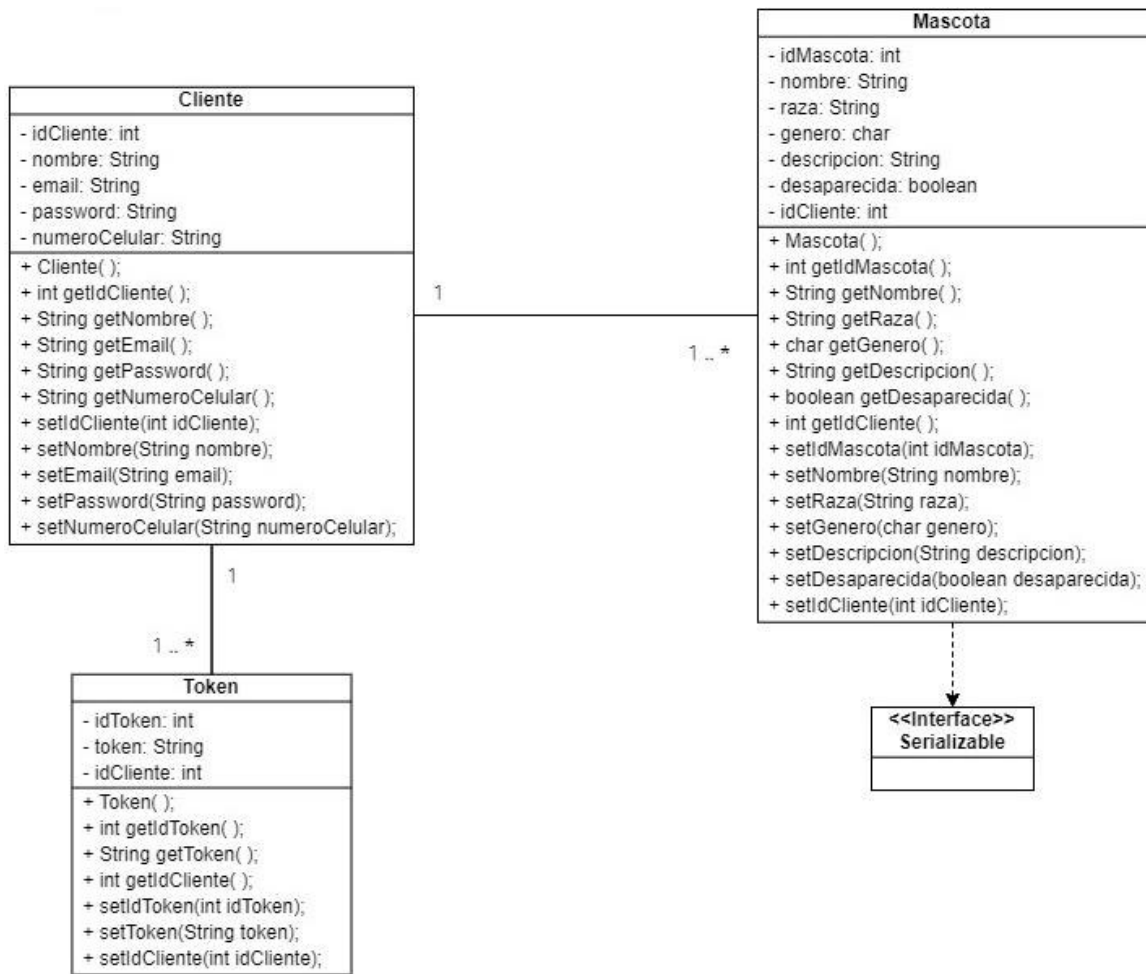 Cliente
- idCliente: int
- nombre: String
- email: String
- password: String
- numeroCelular: String
+ Cliente( );
+ int getIdCliente( );
+ String getNombre( );
+ String getEmail( );
+ String getPassword( );
+ String getNumeroCelular( );
+ setIdCliente(int idCliente);
+ setNombre(String nombre);
+ setEmail(String email);
+ setPassword(String password);
+ setNumeroCelular(String numeroCelular);
1
1 .. *
Mascota
- idMascota: int
- nombre: String
- raza: String
- genero: char
- descripcion: String
- desaparecida: boolean
- idCliente: int
+ Mascota( );
+ int getIdMascota( );
+ String getNombre( );
+ String getRaza( );
+ char getGenero( );
+ String getDescripcion( );
+ boolean getDesaparecida( );
+ int getIdCliente( );
+ setIdMascota(int idMascota);
+ setNombre(String nombre);
+ setRaza(String raza);
+ setGenero(char genero);
+ setDescripcion(String descripcion);
+ setDesaparecida(boolean desaparecida);
+ setIdCliente(int idCliente);
1
1 .. *
Token
- idToken: int
- token: String
- idCliente: int
+ Token( );
+ int getIdToken( );
+ String getToken( );
+ int getIdCliente( );
+ setIdToken(int idToken);
+ setToken(String token);
+ setIdCliente(int idCliente);
<<Interface>>
Serializable